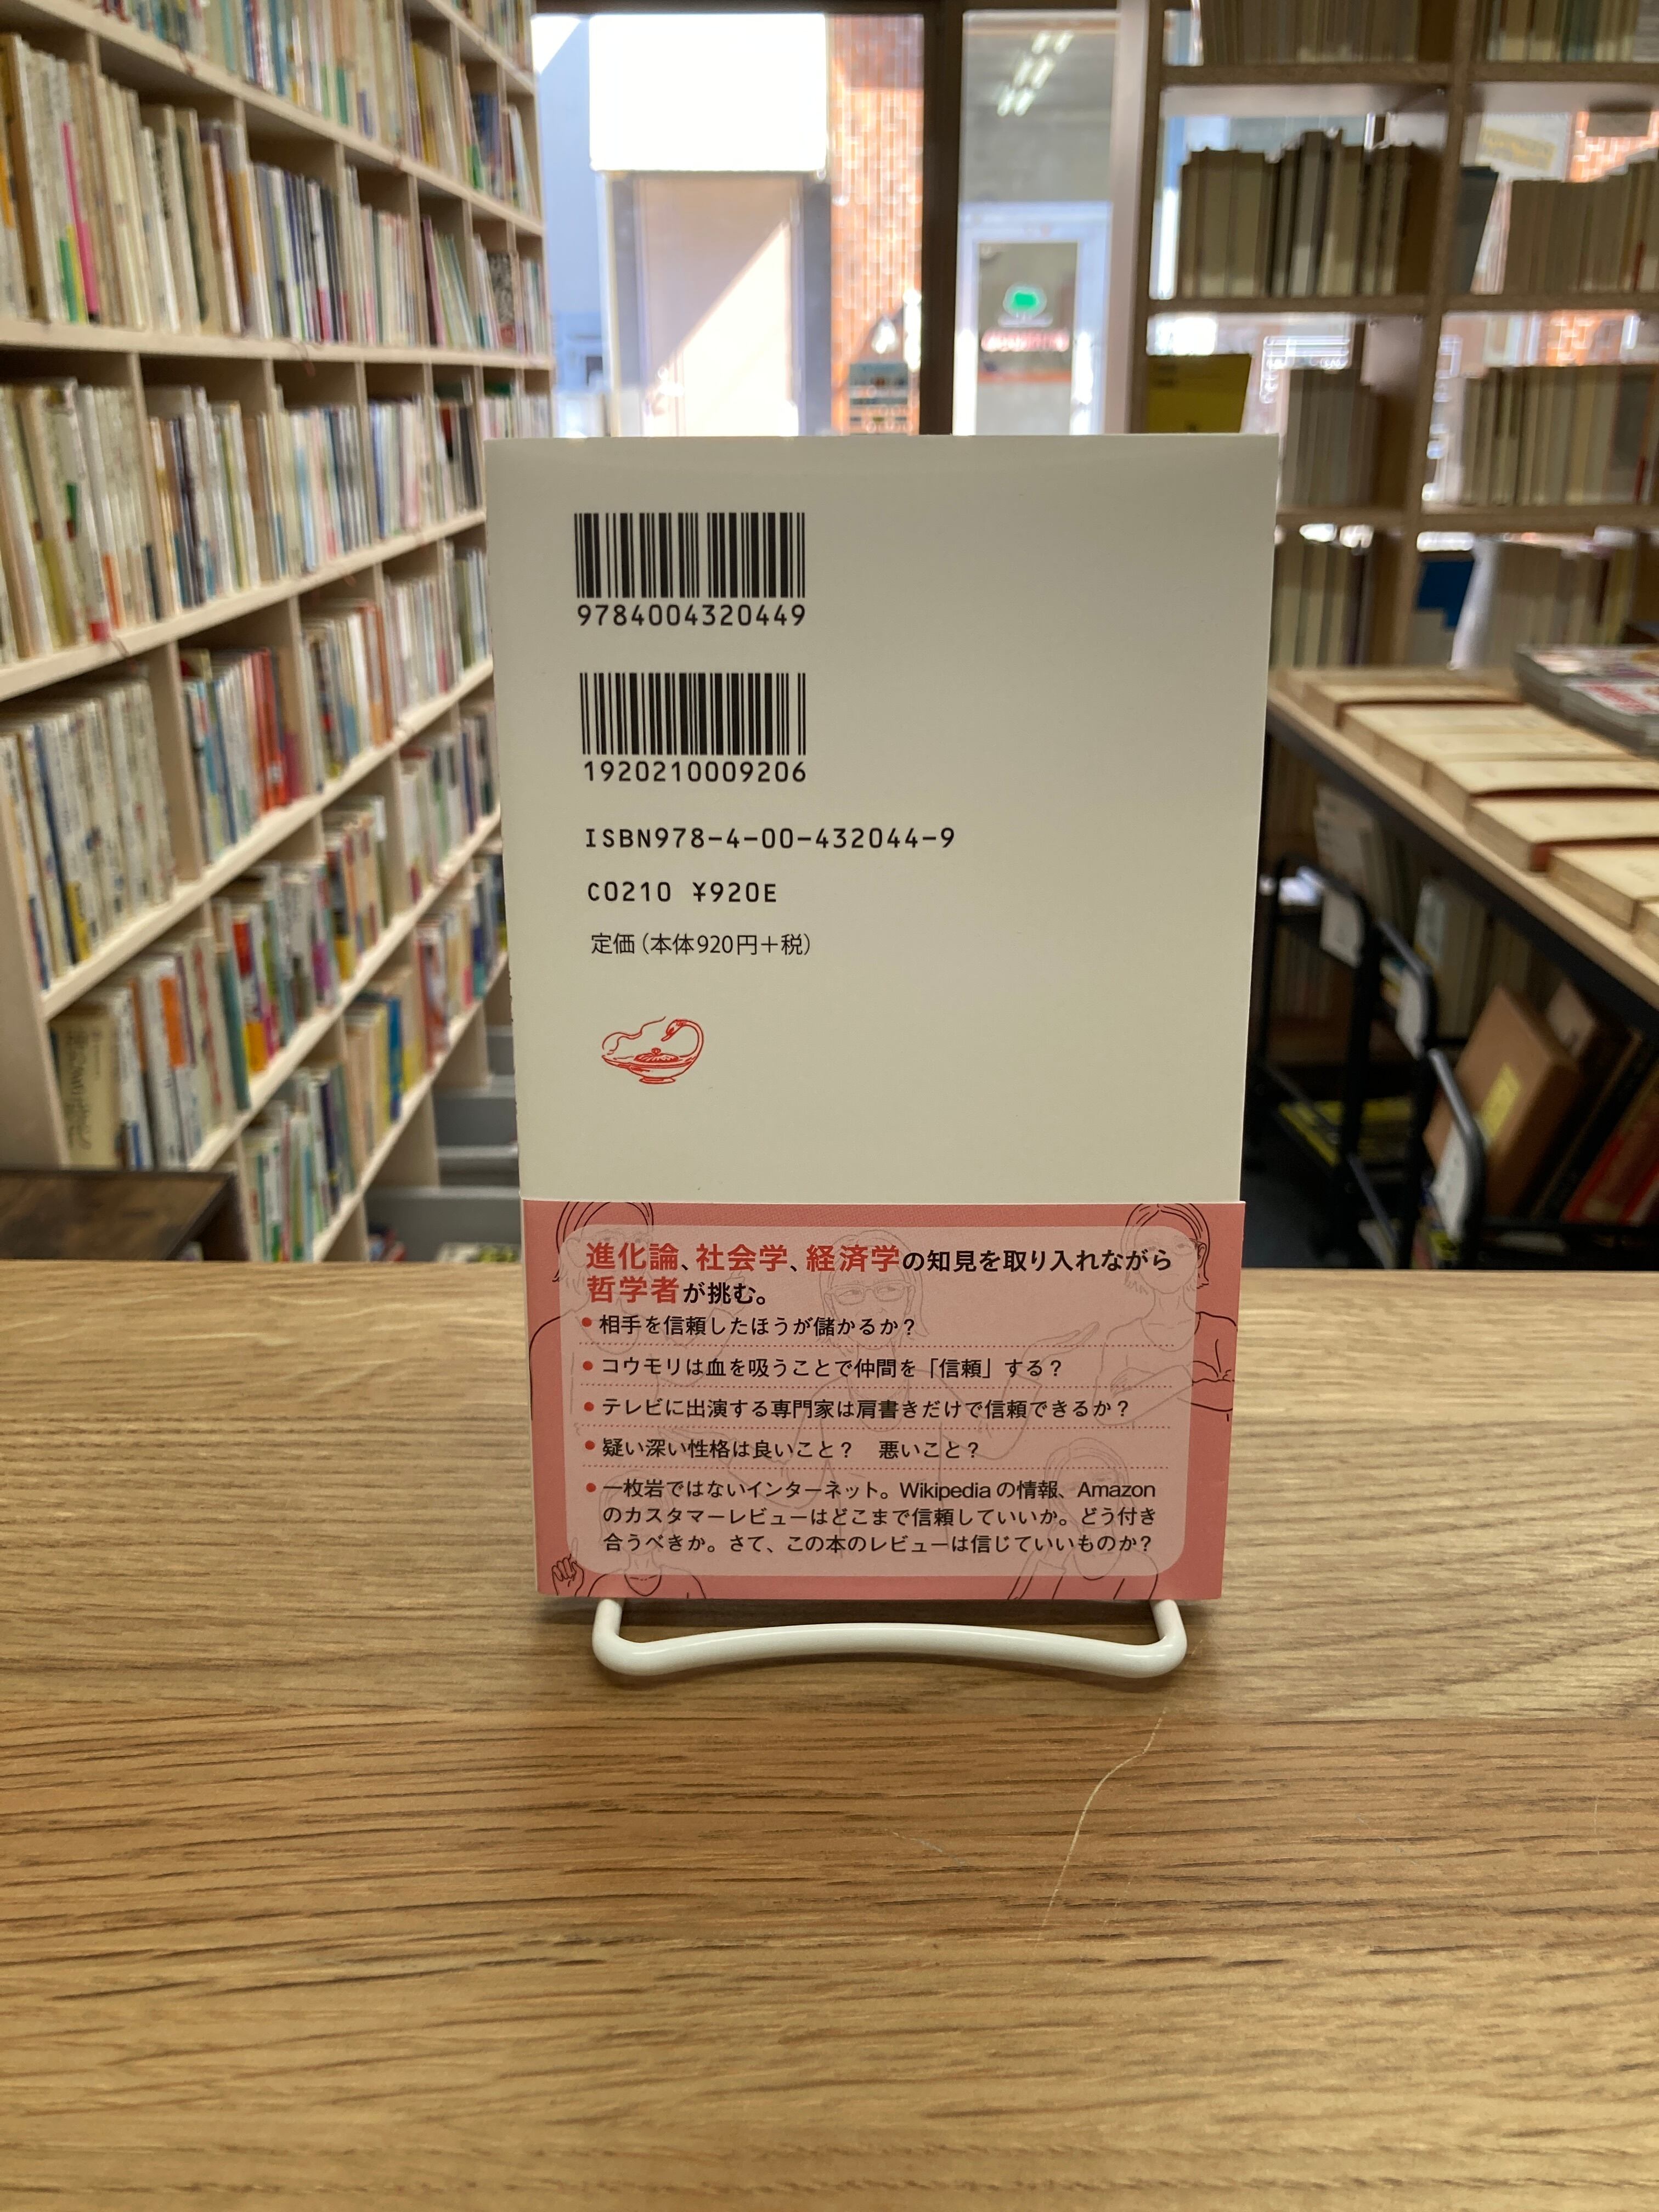 9784004320449
1920210009206
ISBN978-4-00-432044-9
C0210 ¥920E
定価（本体920円＋税）
進化論、社会学、経済学の知見を取り入れながら
哲学者が挑む。
●相手を信頼したほうが儲かるか？
●コウモリは血を吸うことで仲間を「信頼」する？
●テレビに出演する専門家は肩書きだけで信頼できるか？
●疑い深い性格は良いこと？　悪いこと？
●一枚岩ではないインターネット。Wikipediaの情報、Amazon
のカスタマーレビューはどこまで信頼していいか。どう付き
合うべきか。さて、この本のレビューは信じていいものか？